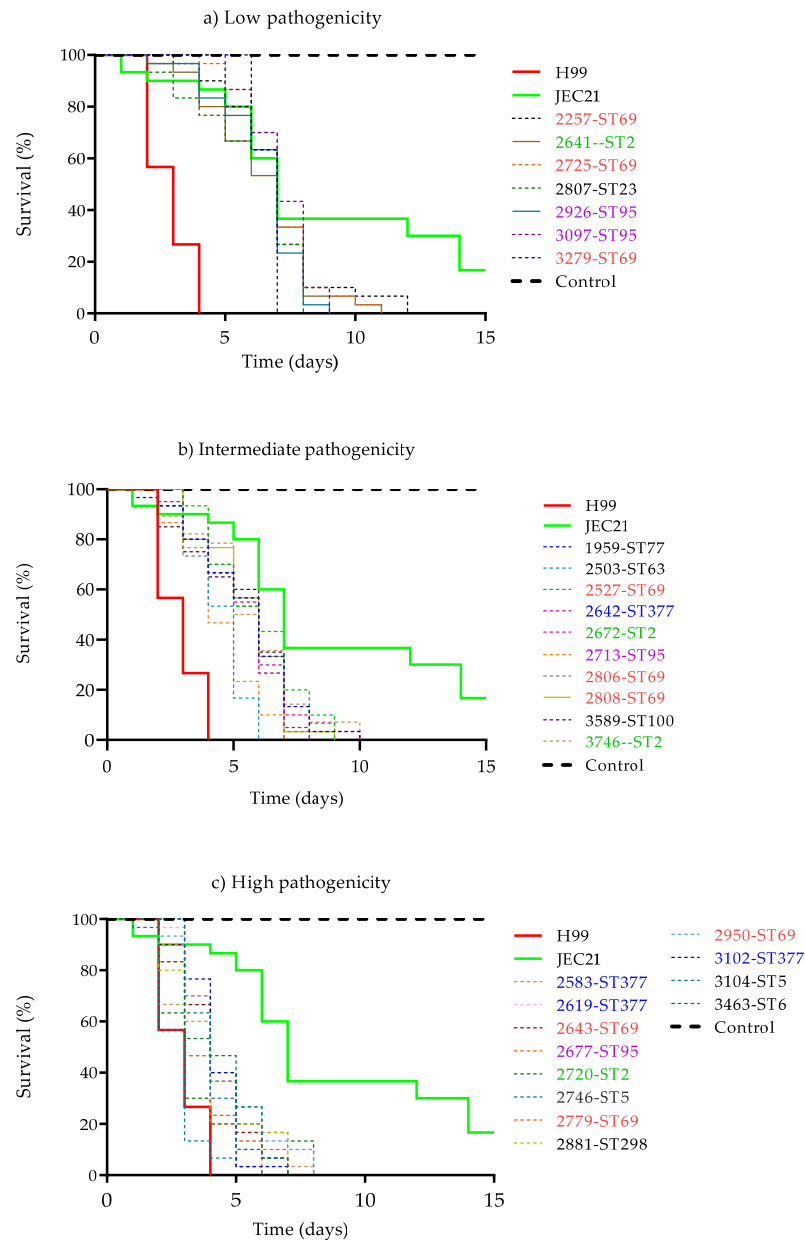 a) Low pathogenicity
Survival (%)
100
80
60
40
20
0
0
5
10
15
Time (days)
H99
JEC21
2257-ST69
2641--ST2
2725-ST69
2807-ST23
2926-ST95
3097-ST95
3279-ST69
Control
b) Intermediate pathogenicity
Survival (%)
100
80
60
40
20
0
0
5
10
15
Time (days)
H99
JEC21
1959-ST77
2503-ST63
2527-ST69
2642-ST377
2672-ST2
2713-ST95
2806-ST69
2808-ST69
3589-ST100
3746--ST2
Control
c) High pathogenicity
Survival (%)
100
80
60
40
20
0
0
5
10
15
Time (days)
H99
JEC21
2583-ST377
2619-ST377
2643-ST69
2677-ST95
2720-ST2
2746-ST5
2779-ST69
2881-ST298
2950-ST69
3102-ST377
3104-ST5
3463-ST6
Control